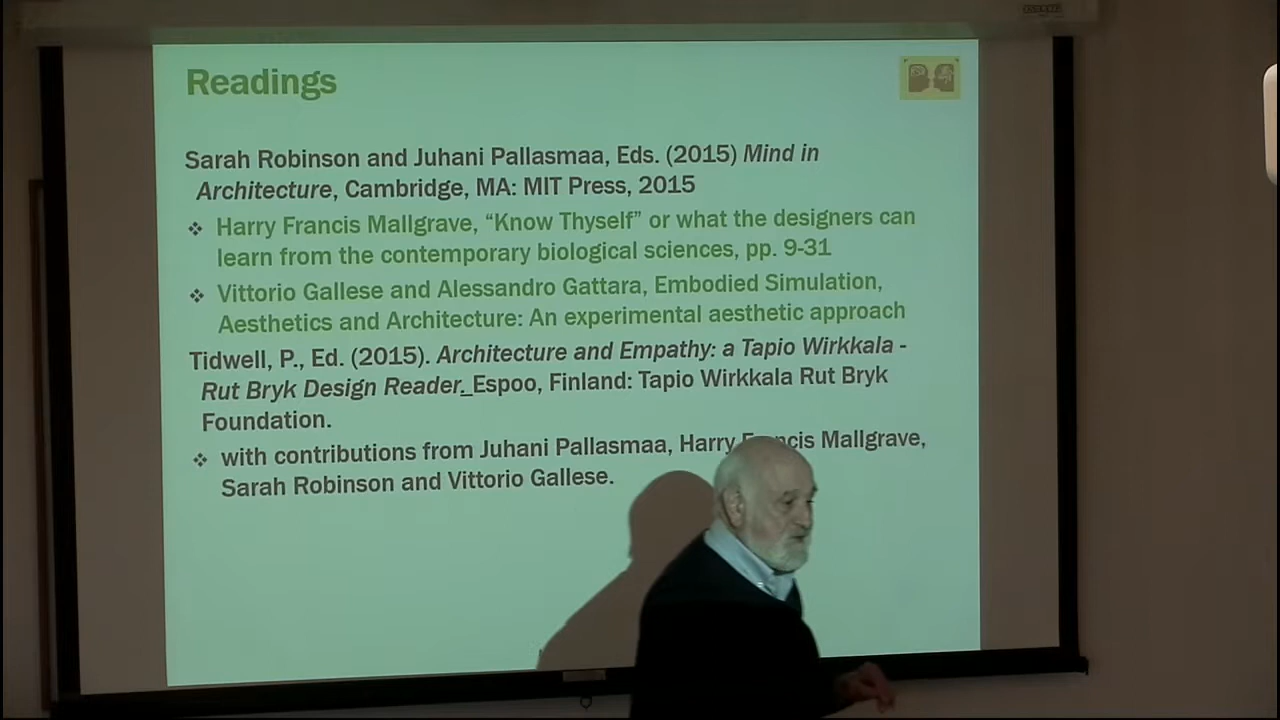 Readings
Sarah Robinson and Juhani Pallasmaa, Eds. (2015) Mind in
Architecture, Cambridge, MA: MIT Press, 2015
❖ Harry Francis Mallgrave, “Know Thyself” or what the designers can
learn from the contemporary biological sciences, pp. 9-31
❖ Vittorio Gallese and Alessandro Gattara, Embodied Simulation,
Aesthetics and Architecture: An experimental aesthetic approach
Tidwell, P., Ed. (2015). Architecture and Empathy: a Tapio Wirkkala -
Rut Bryk Design Reader._Espoo, Finland: Tapio Wirkkala Rut Bryk
Foundation.
❖ with contributions from Juhani Pallasmaa, Harry Francis Mallgrave,
Sarah Robinson and Vittorio Gallese.